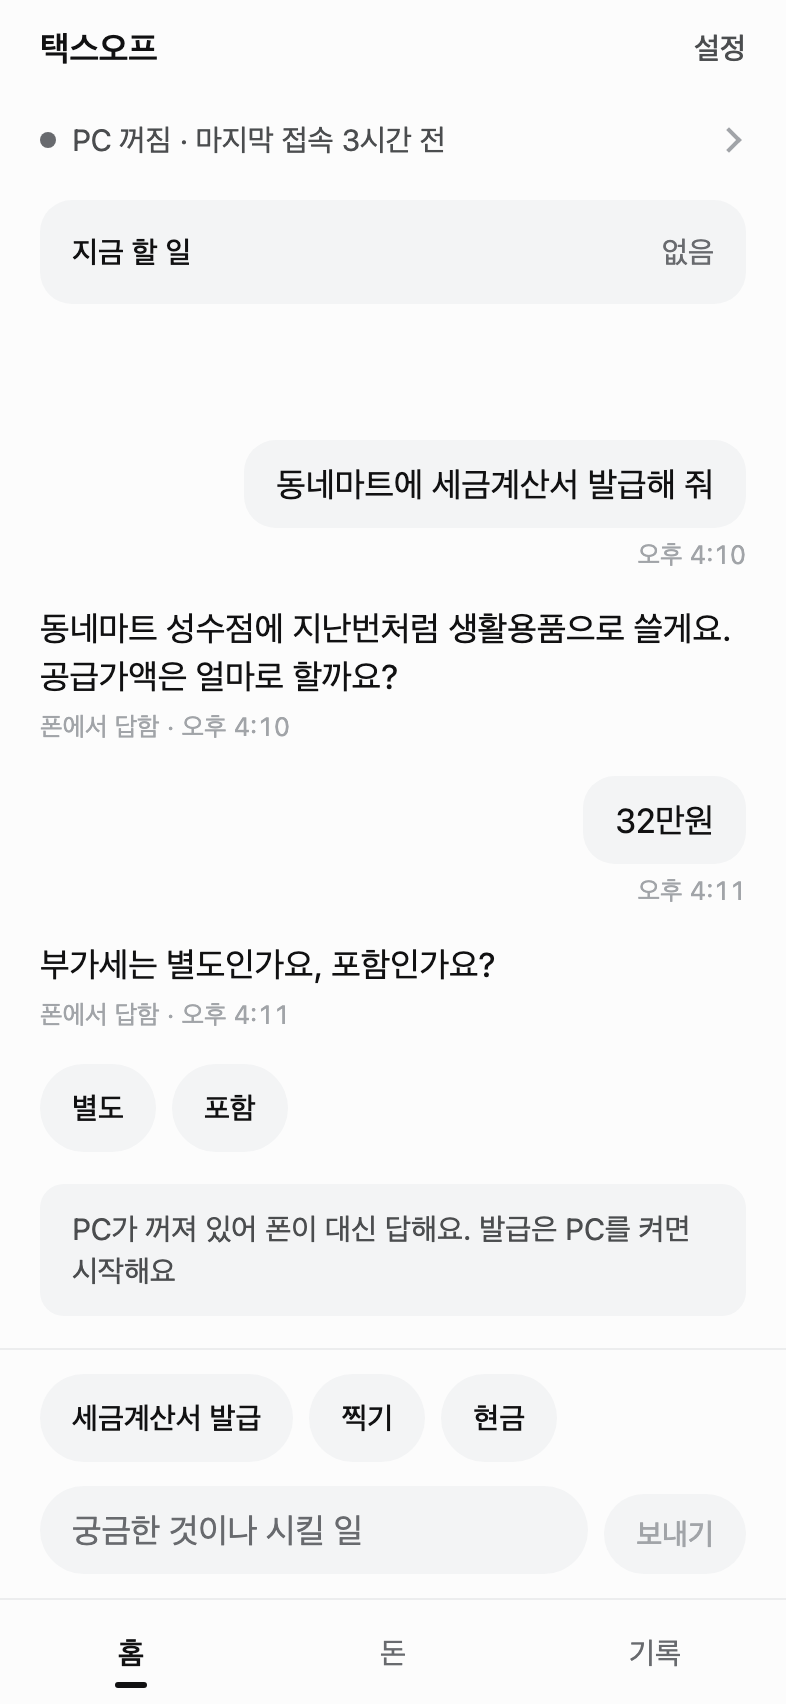 택스오프
설정
PC 꺼짐 · 마지막 접속 3시간 전
지금 할 일
없음
동네마트에 세금계산서 발급해 줘
오후 4:10
동네마트 성수점에 지난번처럼 생활용품으로 쓸게요.
공급가액은 얼마로 할까요?
폰에서 답함 · 오후 4:10
32만원
오후 4:11
부가세는 별도인가요, 포함인가요?
폰에서 답함 · 오후 4:11
별도
포함
PC가 꺼져 있어 폰이 대신 답해요. 발급은 PC를 켜면
시작해요
세금계산서 발급
찍기
현금
궁금한 것이나 시킬 일
보내기
홈
돈
기록